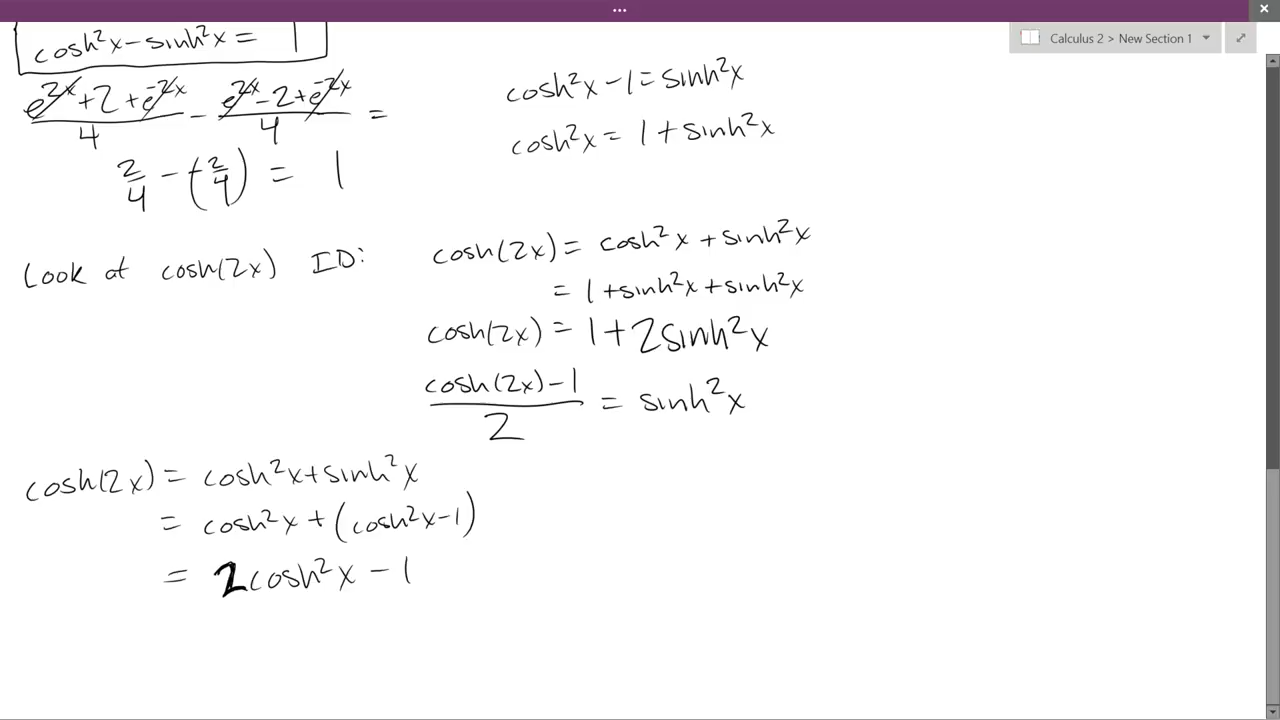 ...
Calculus 2 > New Section 1
cosh²x-sinh²x = 1
(e^{2x}+2+e^{-2x})/4 - (e^{2x}-2+e^{-2x})/4 =
2/4 - (-2/4) = 1
cosh²x-1=sinh²x
cosh²x= 1+sinh²x
Look at cosh(2x) ID:
cosh(2x)= cosh²x+sinh²x
= 1+sinh²x+sinh²x
cosh(2x)= 1+2sinh²x
(cosh(2x)-1)/2 = sinh²x
cosh(2x)= cosh²x+sinh²x
= cosh²x+(cosh²x-1)
= 2cosh²x-1